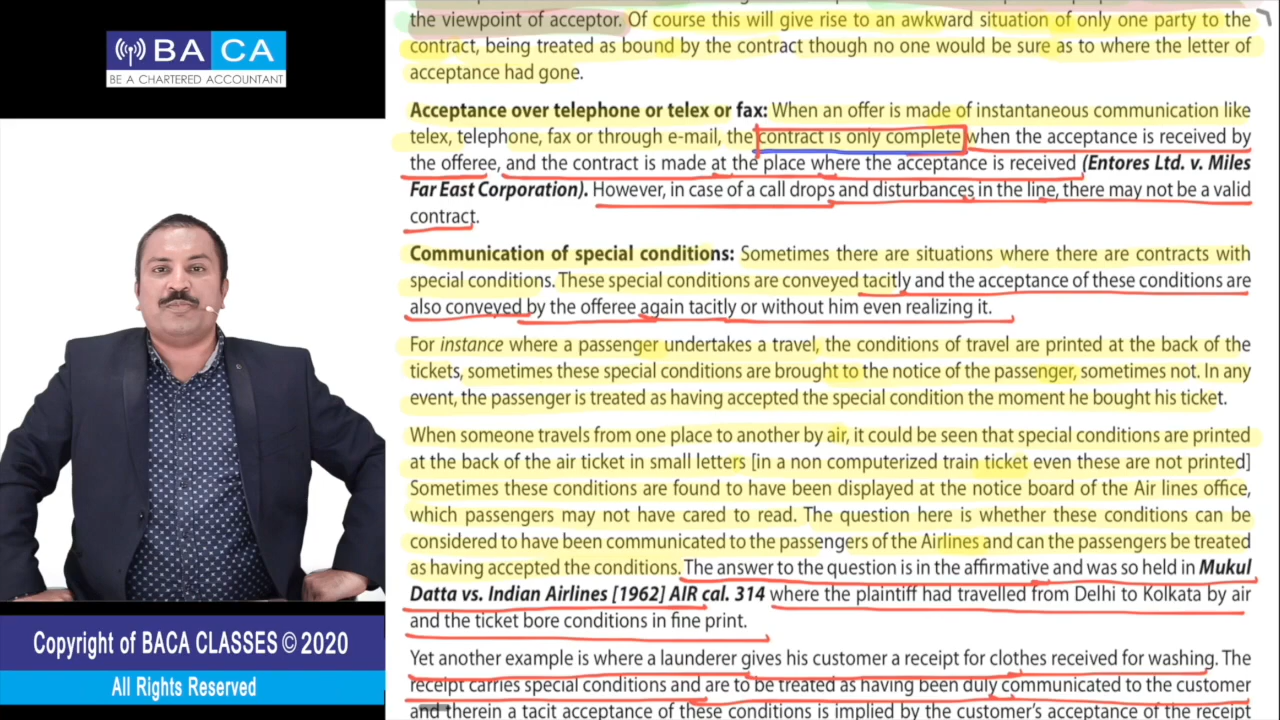 BACA
BE A CHARTERED ACCOUNTANT
Copyright of BACA CLASSES © 2020
All Rights Reserved
the viewpoint of acceptor. Of course this will give rise to an awkward situation of only one party to the
contract, being treated as bound by the contract though no one would be sure as to where the letter of
acceptance had gone.
Acceptance over telephone or telex or fax: When an offer is made of instantaneous communication like
telex, telephone, fax or through e-mail, the contract is only complete when the acceptance is received by
the offeree, and the contract is made at the place where the acceptance is received (Entores Ltd. v. Miles
Far East Corporation). However, in case of a call drops and disturbances in the line, there may not be a valid
contract.
Communication of special conditions: Sometimes there are situations where there are contracts with
special conditions. These special conditions are conveyed tacitly and the acceptance of these conditions are
also conveyed by the offeree again tacitly or without him even realizing it.
For instance where a passenger undertakes a travel, the conditions of travel are printed at the back of the
tickets, sometimes these special conditions are brought to the notice of the passenger, sometimes not. In any
event, the passenger is treated as having accepted the special condition the moment he bought his ticket.
When someone travels from one place to another by air, it could be seen that special conditions are printed
at the back of the air ticket in small letters [in a non computerized train ticket even these are not printed]
Sometimes these conditions are found to have been displayed at the notice board of the Air lines office,
which passengers may not have cared to read. The question here is whether these conditions can be
considered to have been communicated to the passengers of the Airlines and can the passengers be treated
as having accepted the conditions. The answer to the question is in the affirmative and was so held in Mukul
Datta vs. Indian Airlines [1962] AIR cal. 314 where the plaintiff had travelled from Delhi to Kolkata by air
and the ticket bore conditions in fine print.
Yet another example is where a launderer gives his customer a receipt for clothes received for washing. The
receipt carries special conditions and are to be treated as having been duly communicated to the customer
and therein a tacit acceptance of these conditions is implied by the customer's acceptance of the receipt